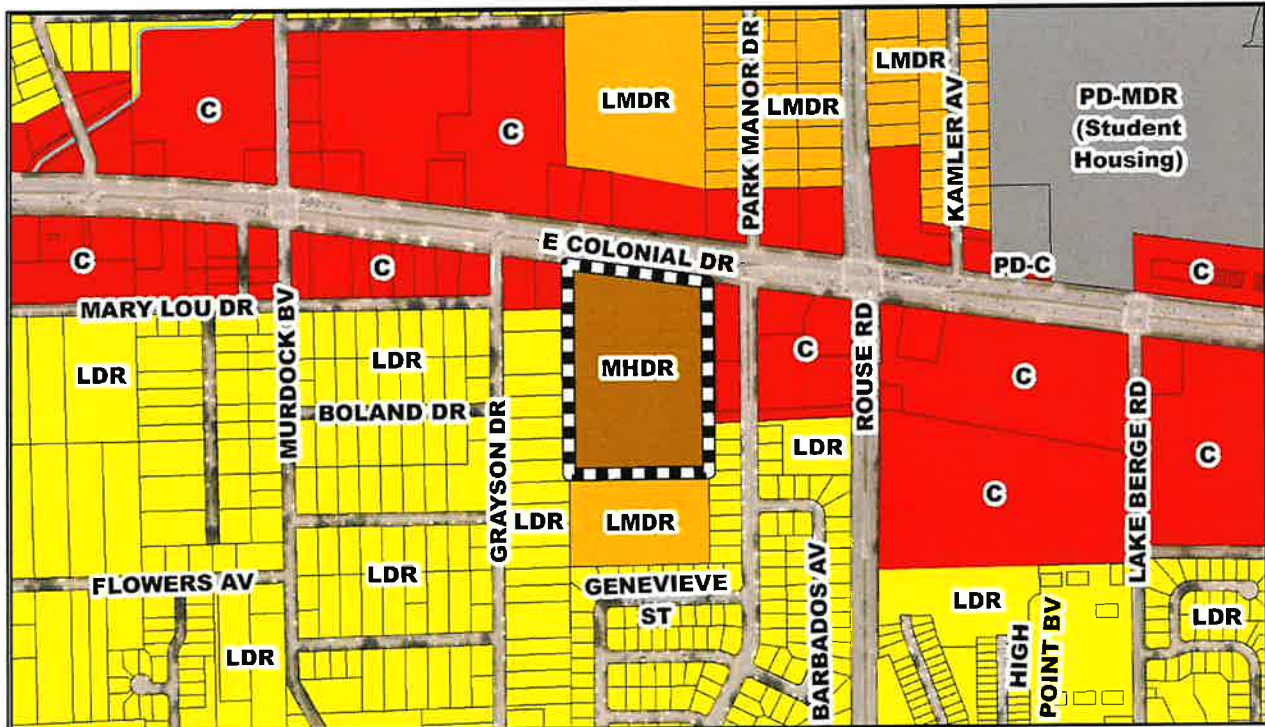 C
C
LMDR
PARK MANOR DR
LMDR
LMDR
KAMLER AV
PD-MDR
(Student
Housing)
E COLONIAL DR
PD-C
C
C
C
MARY LOU DR
MURDOCK BV
LDR
LDR
BOLAND DR
GRAYSON DR
MHDR
C
ROUSE RD
C
LAKE BERGE RD
C
LDR
C
LDR
LMDR
FLOWERS AV
LDR
GENEVIEVE
ST
BARBADOS AV
LDR
HIGH
POINT BV
LDR
LDR